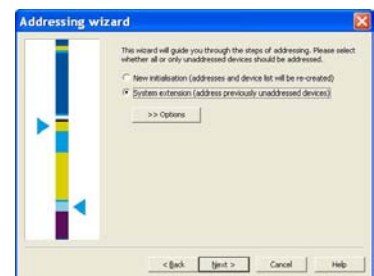 Addressing wizard
This wizard will guide you through the steps of addressing. Please select
whether all or only unaddressed devices should be addressed.
New initialisation (addresses and device list will be re-created)
System extension (address previously unaddressed devices)
>> Options
< Back
Next >
Cancel
Help